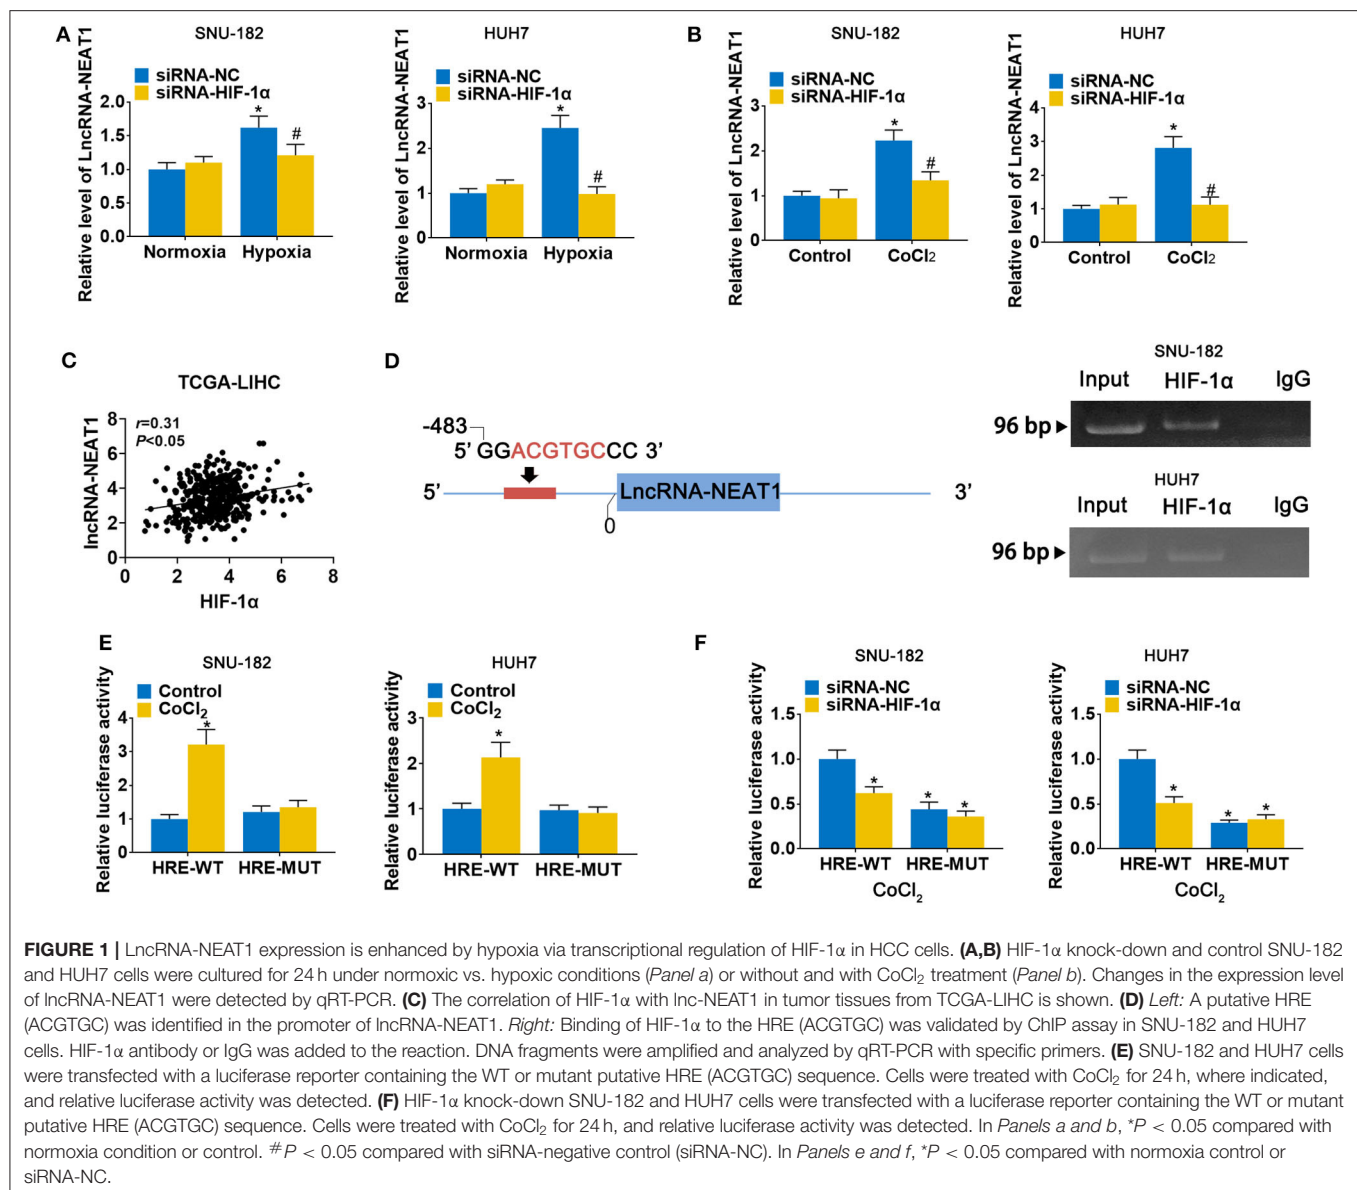 A
SNU-182
siRNA-NC
siRNA-HIF-1α
Relative level of LncRNA-NEAT1
2.0
1.5
1.0
0.5
0.0
*
#
Normoxia Hypoxia
HUH7
siRNA-NC
siRNA-HIF-1α
Relative level of LncRNA-NEAT1
3
2
1
0
*
#
Normoxia Hypoxia
B
SNU-182
siRNA-NC
siRNA-HIF-1α
Relative level of LncRNA-NEAT1
3
2
1
0
*
#
Control CoCl2
HUH7
siRNA-NC
siRNA-HIF-1α
Relative level of LncRNA-NEAT1
4
3
2
1
0
*
#
Control CoCl2
C
TCGA-LIHC
r=0.31
P<0.05
lncRNA-NEAT1
8
6
4
2
0
0 2 4 6 8
HIF-1α
D
-483
5’ GGACGTGCCC 3’
5’ LncRNA-NEAT1 3’
0
SNU-182
Input HIF-1α IgG
96 bp
HUH7
Input HIF-1α IgG
96 bp
E
SNU-182
Control
CoCl2
Relative luciferase activity
4
3
2
1
0
*
HRE-WT HRE-MUT
HUH7
Control
CoCl2
Relative luciferase activity
3
2
1
0
*
HRE-WT HRE-MUT
F
SNU-182
siRNA-NC
siRNA-HIF-1α
Relative luciferase activity
1.5
1.0
0.5
0.0
* * *
HRE-WT HRE-MUT
CoCl2
HUH7
siRNA-NC
siRNA-HIF-1α
Relative luciferase activity
1.5
1.0
0.5
0.0
* * *
HRE-WT HRE-MUT
CoCl2
FIGURE 1 | LncRNA-NEAT1 expression is enhanced by hypoxia via transcriptional regulation of HIF-1α in HCC cells. (A,B) HIF-1α knock-down and control SNU-182
and HUH7 cells were cultured for 24 h under normoxic vs. hypoxic conditions (Panel a) or without and with CoCl2 treatment (Panel b). Changes in the expression level
of lncRNA-NEAT1 were detected by qRT-PCR. (C) The correlation of HIF-1α with lnc-NEAT1 in tumor tissues from TCGA-LIHC is shown. (D) Left: A putative HRE
(ACGTGC) was identified in the promoter of lncRNA-NEAT1. Right: Binding of HIF-1α to the HRE (ACGTGC) was validated by ChIP assay in SNU-182 and HUH7
cells. HIF-1α antibody or IgG was added to the reaction. DNA fragments were amplified and analyzed by qRT-PCR with specific primers. (E) SNU-182 and HUH7 cells
were transfected with a luciferase reporter containing the WT or mutant putative HRE (ACGTGC) sequence. Cells were treated with CoCl2 for 24 h, where indicated,
and relative luciferase activity was detected. (F) HIF-1α knock-down SNU-182 and HUH7 cells were transfected with a luciferase reporter containing the WT or mutant
putative HRE (ACGTGC) sequence. Cells were treated with CoCl2 for 24 h, and relative luciferase activity was detected. In Panels a and b, *P < 0.05 compared with
normoxia condition or control. #P < 0.05 compared with siRNA-negative control (siRNA-NC). In Panels e and f, *P < 0.05 compared with normoxia control or
siRNA-NC.